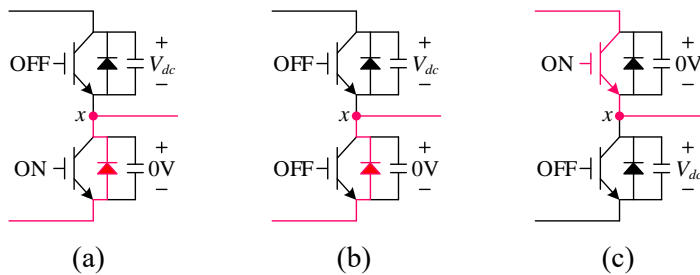 OFF + V_dc − x ON + 0V − (a)
OFF + V_dc − x OFF + 0V − (b)
ON + 0V − x OFF + V_dc − (c)